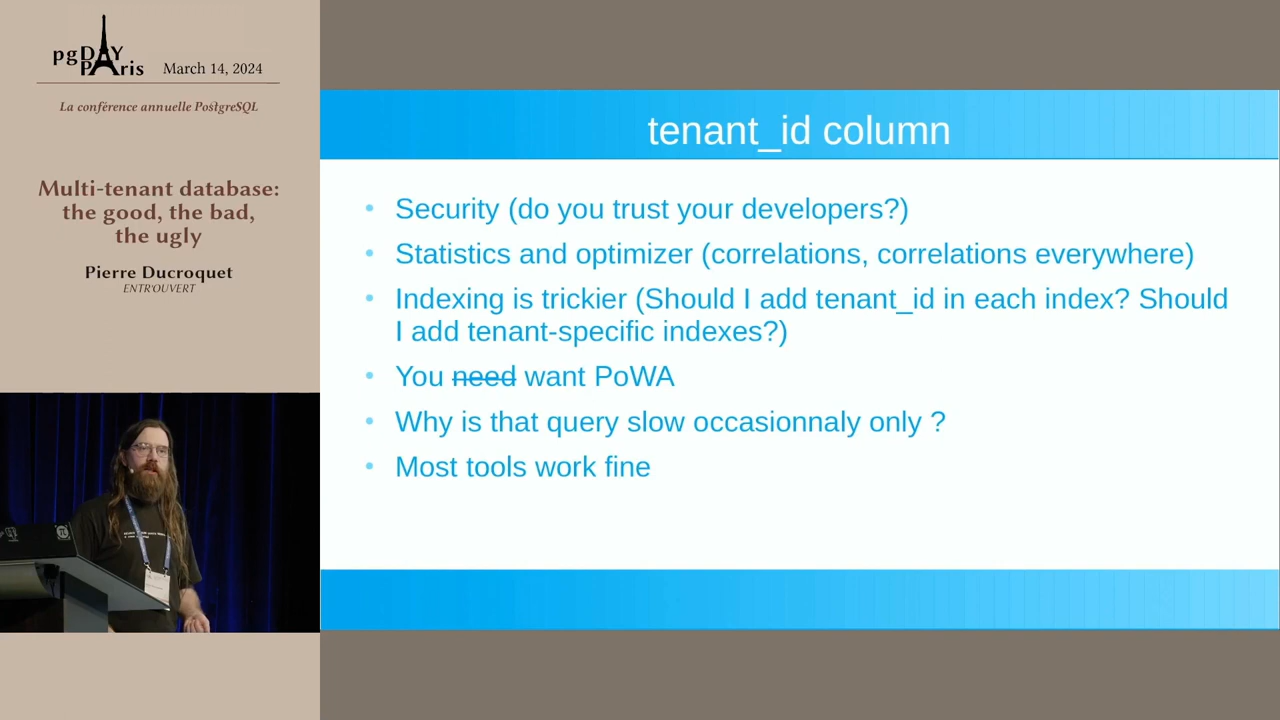 pgDAY
PAris
March 14, 2024
La conférence annuelle PostgreSQL
Multi-tenant database:
the good, the bad,
the ugly
Pierre Ducroquet
ENTR'OUVERT
tenant_id column
• Security (do you trust your developers?)
• Statistics and optimizer (correlations, correlations everywhere)
• Indexing is trickier (Should I add tenant_id in each index? Should
I add tenant-specific indexes?)
• You need want PoWA
• Why is that query slow occasionnaly only ?
• Most tools work fine